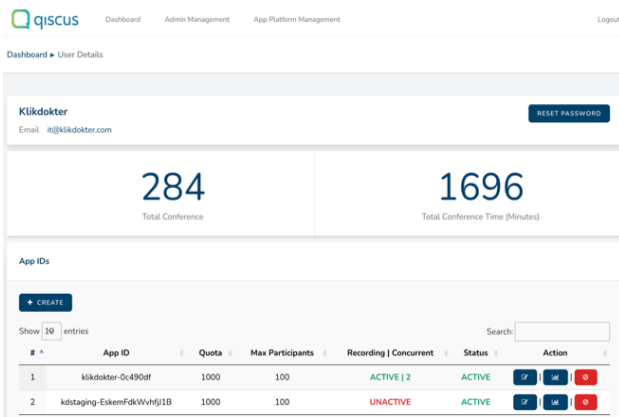 qiscus Dashboard Admin Management App Platform Management Logout
Dashboard ▸ User Details
Klikdokter
RESET PASSWORD
Email it@klikdokter.com
284 1696
Total Conference Total Conference Time (Minutes)
App IDs
+ CREATE
Show 10 entries Search:
# App ID Quota Max Participants Recording | Concurrent Status Action
1 klikdokter-0c490df 1000 100 ACTIVE | 2 ACTIVE | |
2 kdstaging-EskemFdkWvhfjJ1B 1000 100 UNACTIVE ACTIVE | |